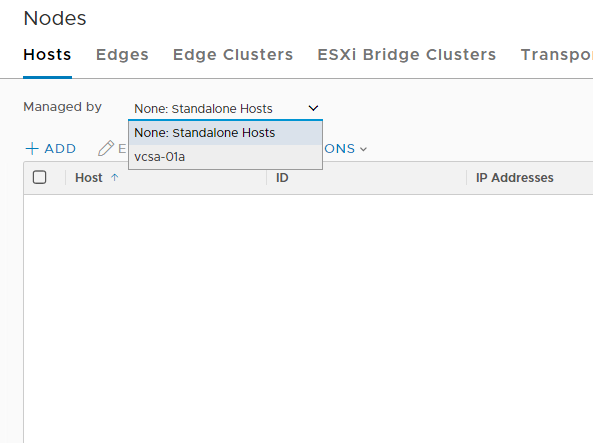 Nodes
Hosts Edges Edge Clusters ESXi Bridge Clusters Transpo
Managed by None: Standalone Hosts
None: Standalone Hosts
vcsa-01a
+ ADD E ONS
Host ↑ ID IP Addresses